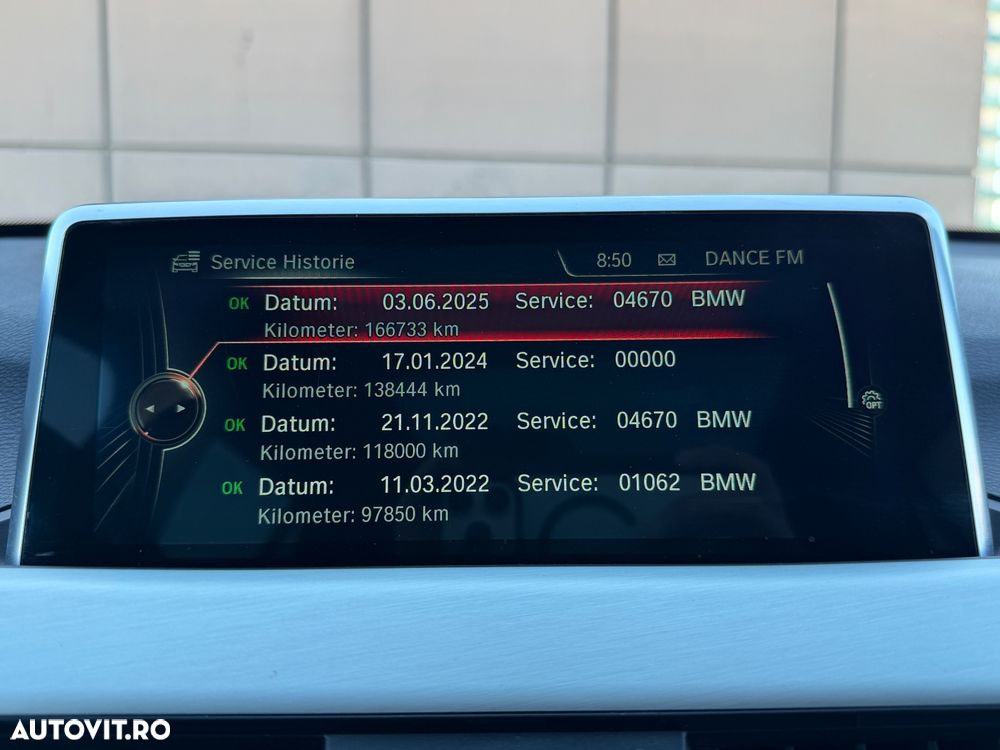 Service Historie 8:50 DANCE FM
OK Datum: 03.06.2025 Service: 04670 BMW
Kilometer: 166733 km
OK Datum: 17.01.2024 Service: 00000
Kilometer: 138444 km
OK Datum: 21.11.2022 Service: 04670 BMW
Kilometer: 118000 km
OK Datum: 11.03.2022 Service: 01062 BMW
Kilometer: 97850 km
OPT
AUTOVIT.RO